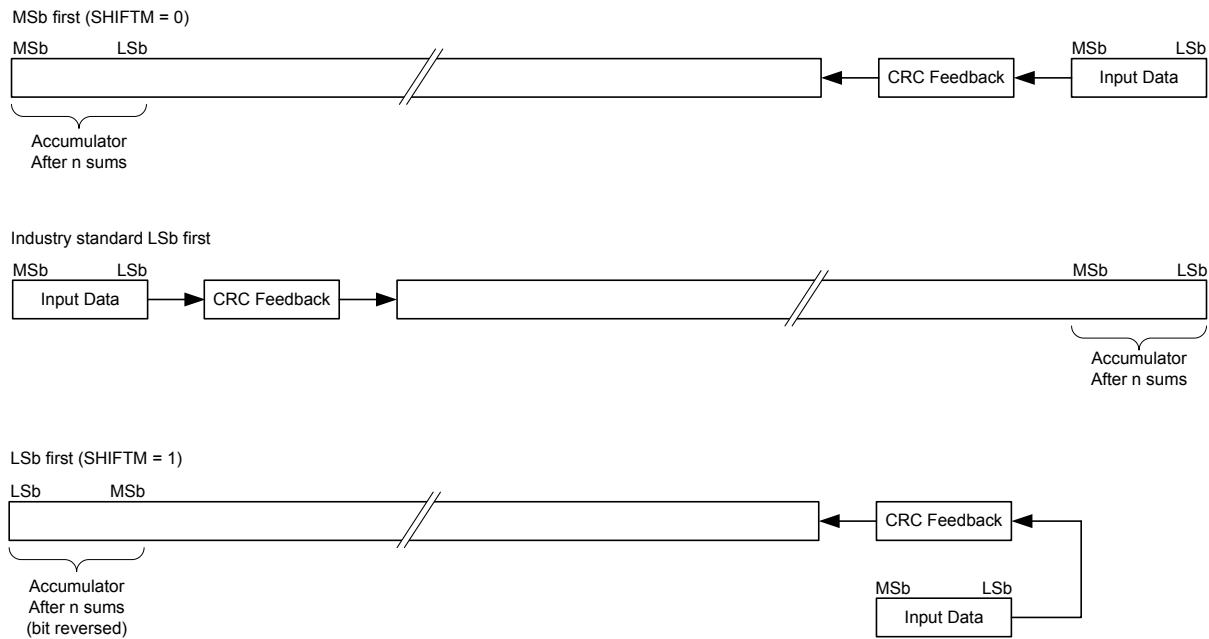 MSb first (SHIFTM = 0)
MSb LSb MSb LSb
CRC Feedback Input Data
Accumulator
After n sums
Industry standard LSb first
MSb LSb MSb LSb
Input Data CRC Feedback
Accumulator
After n sums
LSb first (SHIFTM = 1)
LSb MSb
CRC Feedback
Accumulator
After n sums
(bit reversed)
MSb LSb
Input Data